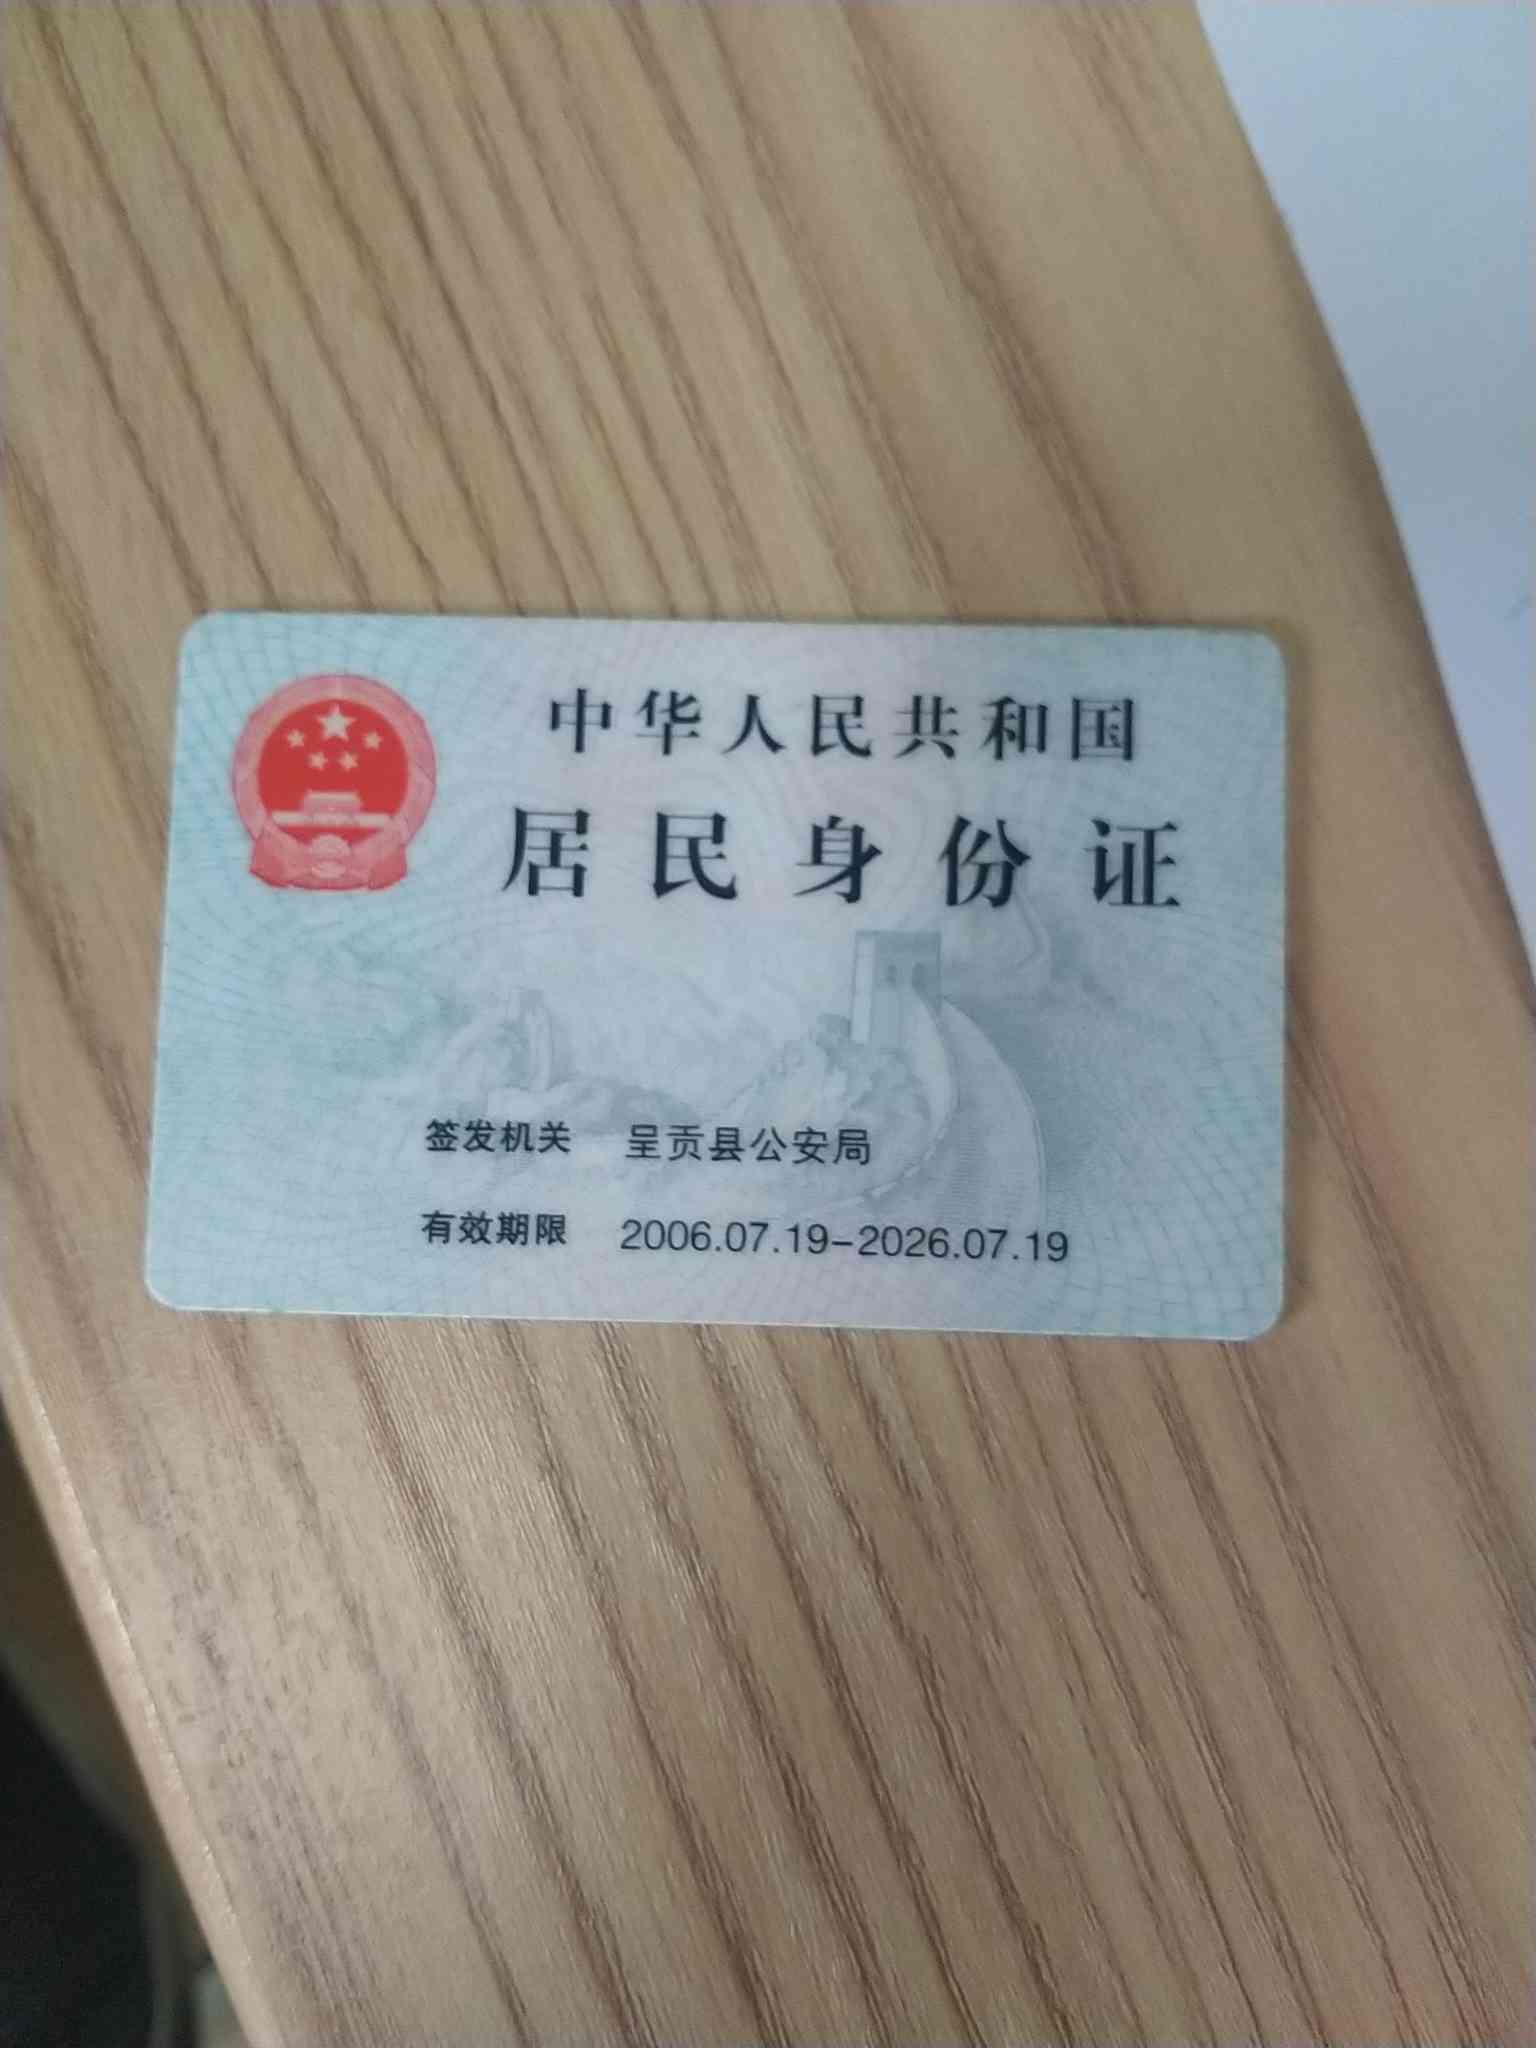 中华人民共和国
居民身份证
签发机关 呈贡县公安局
有效期限 2006.07.19-2026.07.19